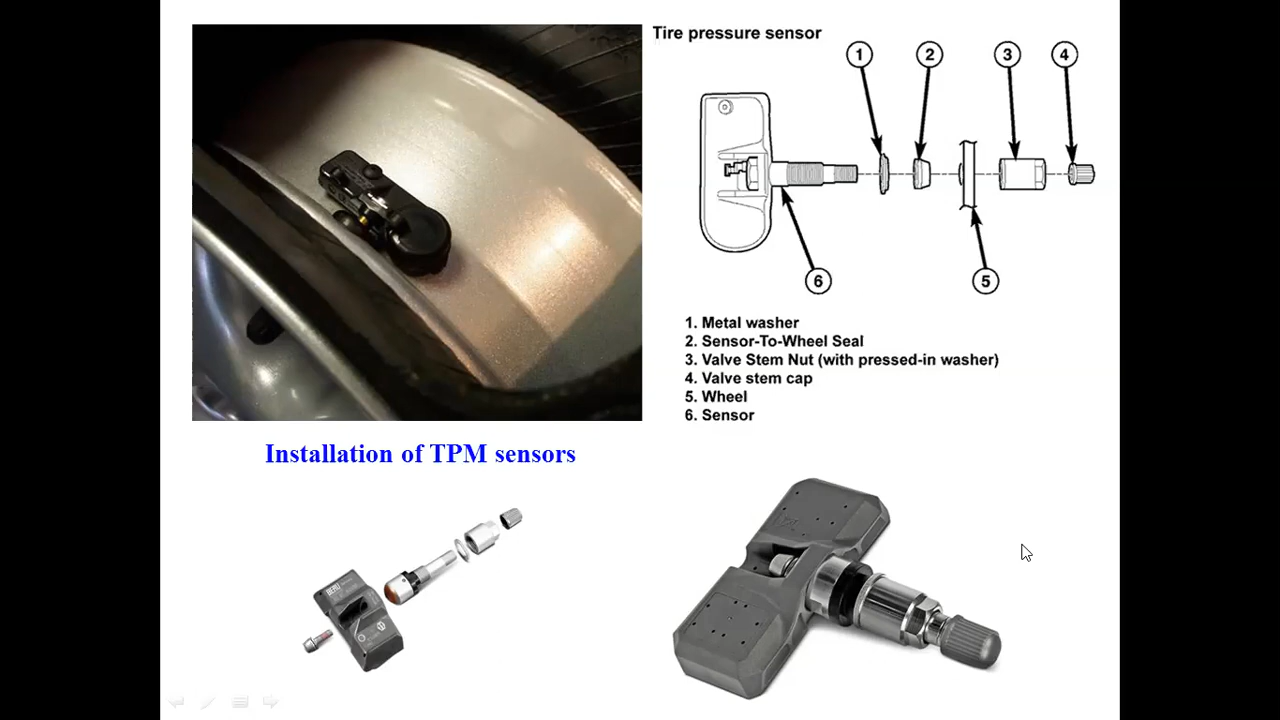 Tire pressure sensor
1 2 3 4
6 5
1. Metal washer
2. Sensor-To-Wheel Seal
3. Valve Stem Nut (with pressed-in washer)
4. Valve stem cap
5. Wheel
6. Sensor
Installation of TPM sensors
BERU